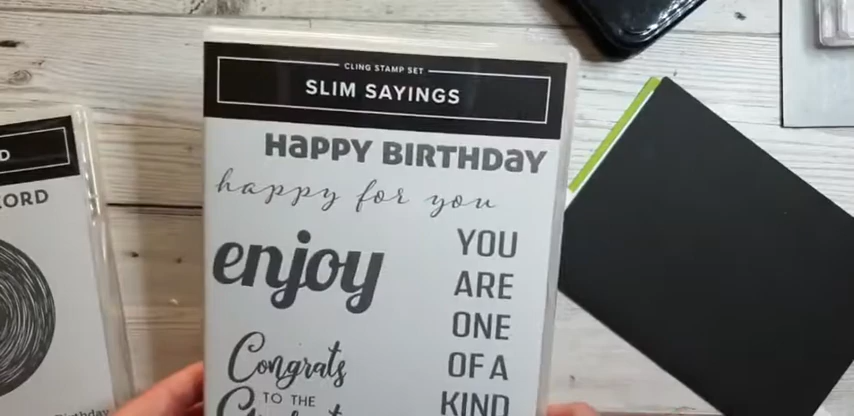 CLING STAMP SET
SLIM SAYINGS
HAPPY BIRTHDAY
happy for you
enjoy
YOU
ARE
ONE
OF A
KIND
Congrats
TO THE
Birthday